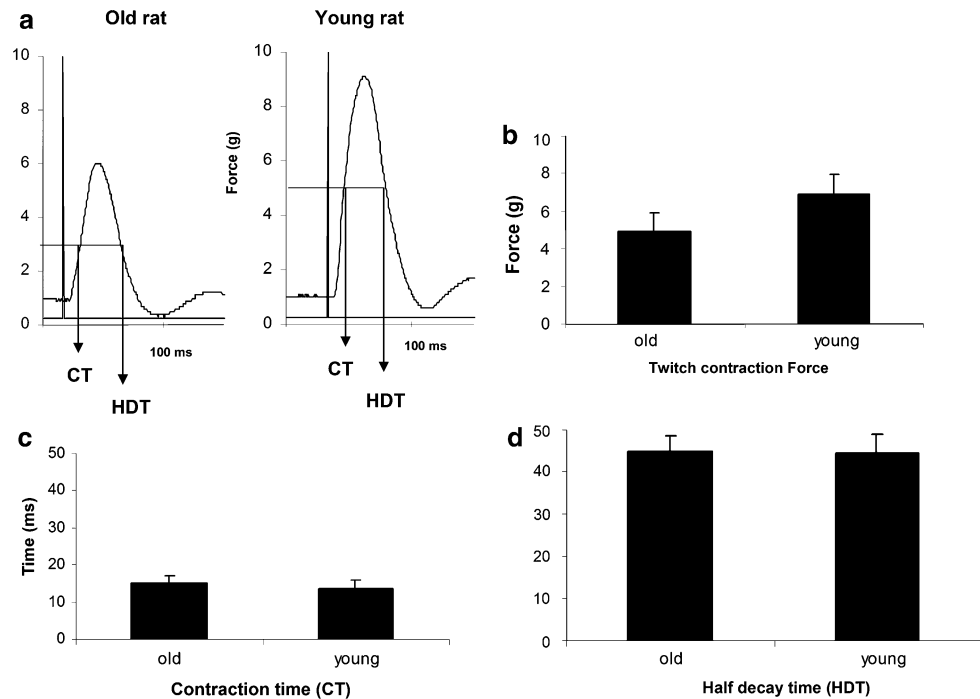 a
Old rat
Young rat
10
8
6
4
2
0
100 ms
CT
HDT
Force (g)
10
8
6
4
2
0
100 ms
CT
HDT
b
Force (g)
10
8
6
4
2
0
old
young
Twitch contraction Force
c
Time (ms)
50
40
30
20
10
0
old
young
Contraction time (CT)
d
50
40
30
20
10
0
old
young
Half decay time (HDT)